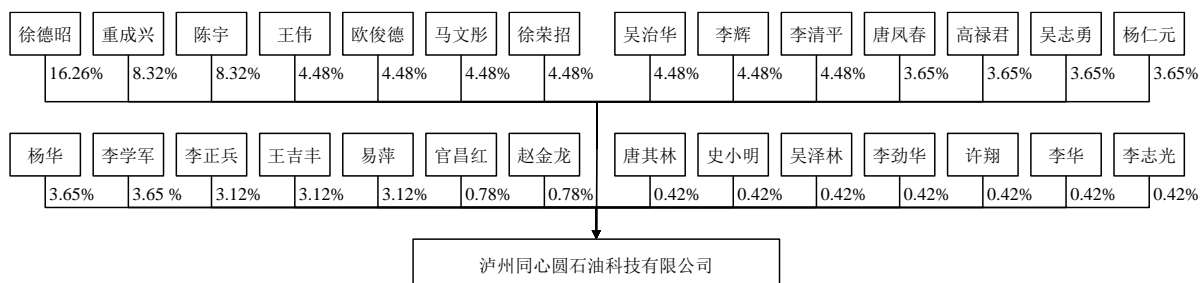 徐德昭 重成兴 陈宇 王伟 欧俊德 马文彤 徐荣招 吴治华 李辉 李清平 唐凤春 高禄君 吴志勇 杨仁元
16.26% 8.32% 8.32% 4.48% 4.48% 4.48% 4.48% 4.48% 4.48% 4.48% 3.65% 3.65% 3.65% 3.65%
杨华 李学军 李正兵 王吉丰 易萍 官昌红 赵金龙 唐其林 史小明 吴泽林 李劲华 许翔 李华 李志光
3.65% 3.65 % 3.12% 3.12% 3.12% 0.78% 0.78% 0.42% 0.42% 0.42% 0.42% 0.42% 0.42% 0.42%
泸州同心圆石油科技有限公司